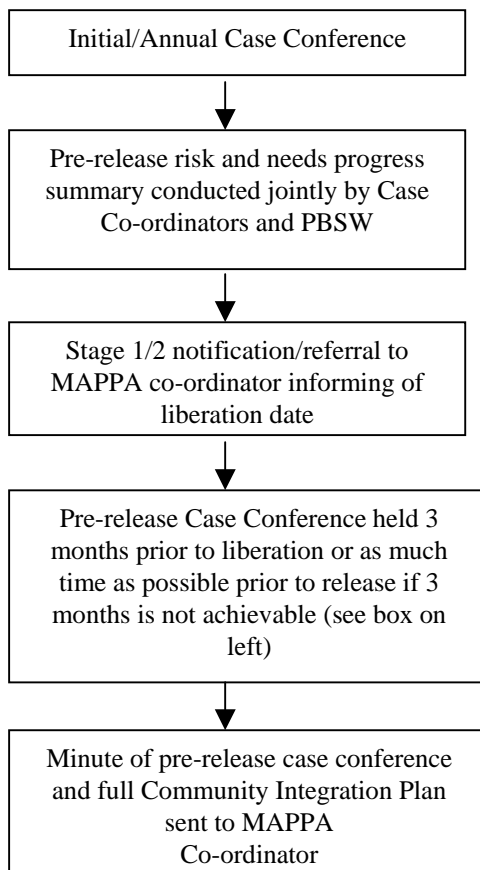 Initial/Annual Case Conference
Pre-release risk and needs progress
summary conducted jointly by Case
Co-ordinators and PBSW
Stage 1/2 notification/referral to
MAPPA co-ordinator informing of
liberation date
Pre-release Case Conference held 3
months prior to liberation or as much
time as possible prior to release if 3
months is not achievable (see box on
left)
Minute of pre-release case conference
and full Community Integration Plan
sent to MAPPA
Co-ordinator